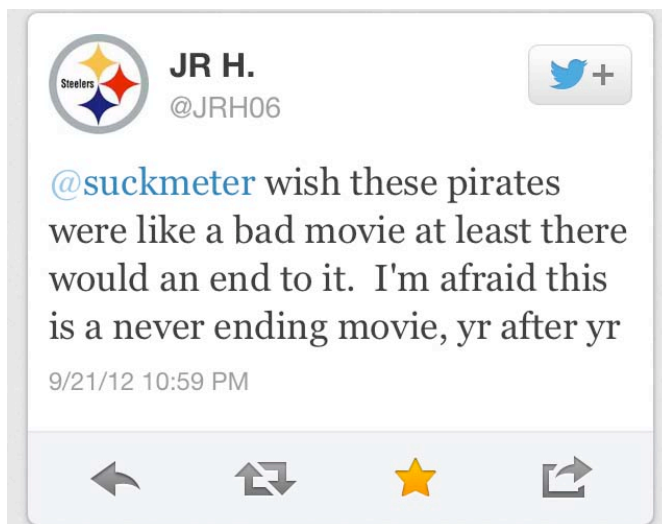 Steelers
JR H.
@JRH06
@suckmeter wish these pirates
were like a bad movie at least there
would an end to it.  I'm afraid this
is a never ending movie, yr after yr
9/21/12 10:59 PM